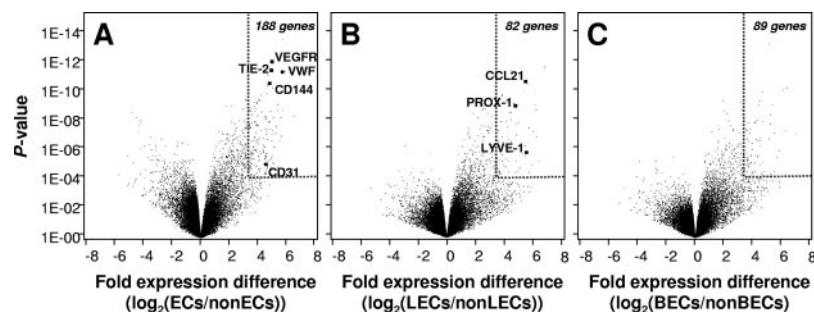 A
188 genes
VEGFR
TIE-2
VWF
CD144
CD31
B
82 genes
CCL21
PROX-1
LYVE-1
C
89 genes
P-value
1E-14
1E-12
1E-10
1E-08
1E-06
1E-04
1E-02
1E-00
-8 -6 -4 -2 0 2 4 6 8
-8 -6 -4 -2 0 2 4 6 8
-8 -6 -4 -2 0 2 4 6 8
Fold expression difference
(log₂(ECs/nonECs))
Fold expression difference
(log₂(LECs/nonLECs))
Fold expression difference
(log₂(BECs/nonBECs)